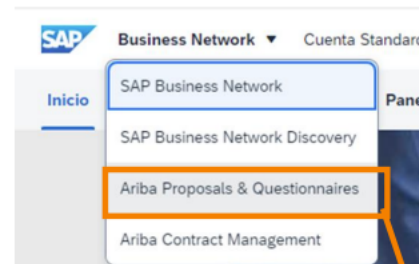 SAP Business Network ▼ Cuenta Standard
Inicio
SAP Business Network
Pane
SAP Business Network Discovery
Ariba Proposals & Questionnaires
Ariba Contract Management